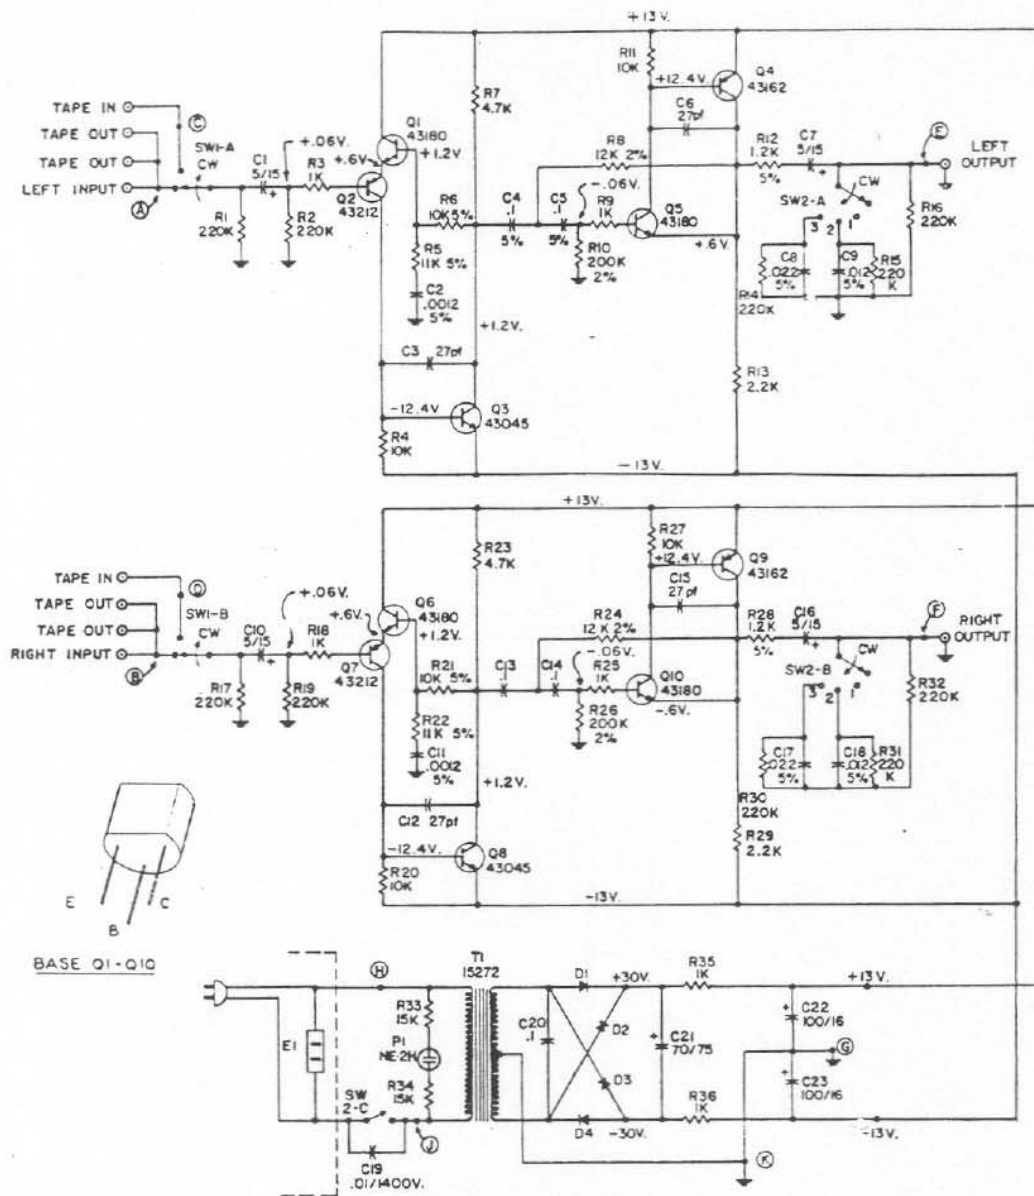 +13V.
R11
10K
Q4
43162
+12.4V.
C6
27pf
R7
4.7K
TAPE IN
TAPE OUT
TAPE OUT
LEFT INPUT
C
A
SW1-A
CW
C1
5/15
+
+.06V.
R3
1K
+.6V.
Q1
43180
+1.2V
Q2
43212
R1
220K
R2
220K
R6
10K 5%
R5
11K 5%
C2
.0012
5%
R8
12K 2%
C4
.1
5%
C5
.1
5%
-.06V.
R9
1K
R10
200K
2%
Q5
43180
+.6V.
R12
1.2K
5%
C7
5/15
+
E
LEFT
OUTPUT
CW
SW2-A
3
2
1
R16
220K
C8
.022
5%
C9
.012
5%
R15
220
K
R14
220K
+1.2V.
C3
27pf
R13
2.2K
-12.4V.
Q3
43045
R4
10K
-13V.
+13V.
R27
10K
Q9
43162
+12.4V.
C15
27pf
R23
4.7K
TAPE IN
TAPE OUT
TAPE OUT
RIGHT INPUT
D
B
SW1-B
CW
C10
5/15
+
+.06V.
R18
1K
+.6V.
Q6
43180
+1.2V.
Q7
43212
R17
220K
R19
220K
R21
10K 5%
R22
11K 5%
C11
.0012
5%
R24
12K 2%
C13
.1
C14
.1
-.06V.
R25
1K
R26
200K
2%
Q10
43180
-.6V.
R28
1.2K
5%
C16
5/15
+
F
RIGHT
OUTPUT
CW
SW2-B
3
2
1
R32
220K
C17
.022
5%
C18
.012
5%
R31
220
K
R30
220K
R29
2.2K
+1.2V.
C12 27pf
-12.4V.
Q8
43045
R20
10K
-13V.
E
B
C
BASE Q1-Q10
E1
H
R33
15K
P1
NE-2H
R34
15K
SW
2-C
J
C19
.01/1400V.
T1
15272
C20
.1
D1
D2
D3
D4
+30V.
-30V.
+
C21
70/75
R35
1K
R36
1K
+13V.
+
C22
100/16
G
+
C23
100/16
-13V.
K